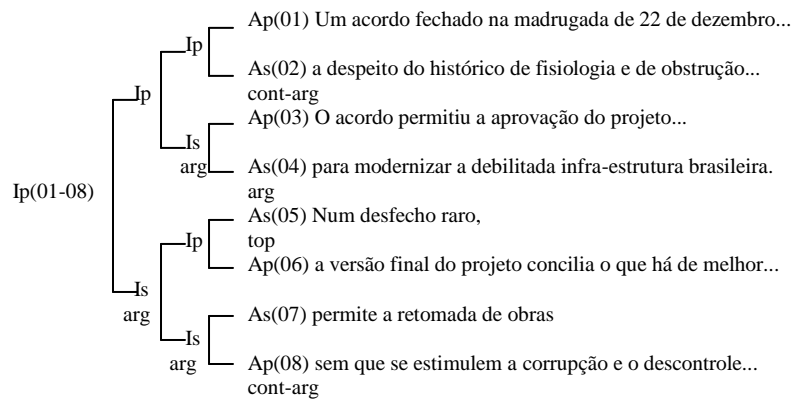 Ap(01) Um acordo fechado na madrugada de 22 de dezembro...
Ip
As(02) a despeito do histórico de fisiologia e de obstrução...
cont-arg
Ip
Ap(03) O acordo permitiu a aprovação do projeto...
Is
arg
As(04) para modernizar a debilitada infra-estrutura brasileira.
arg
Ip(01-08)
As(05) Num desfecho raro,
top
Ip
Ap(06) a versão final do projeto concilia o que há de melhor...
Is
arg
As(07) permite a retomada de obras
Is
arg
Ap(08) sem que se estimulem a corrupção e o descontrole...
cont-arg